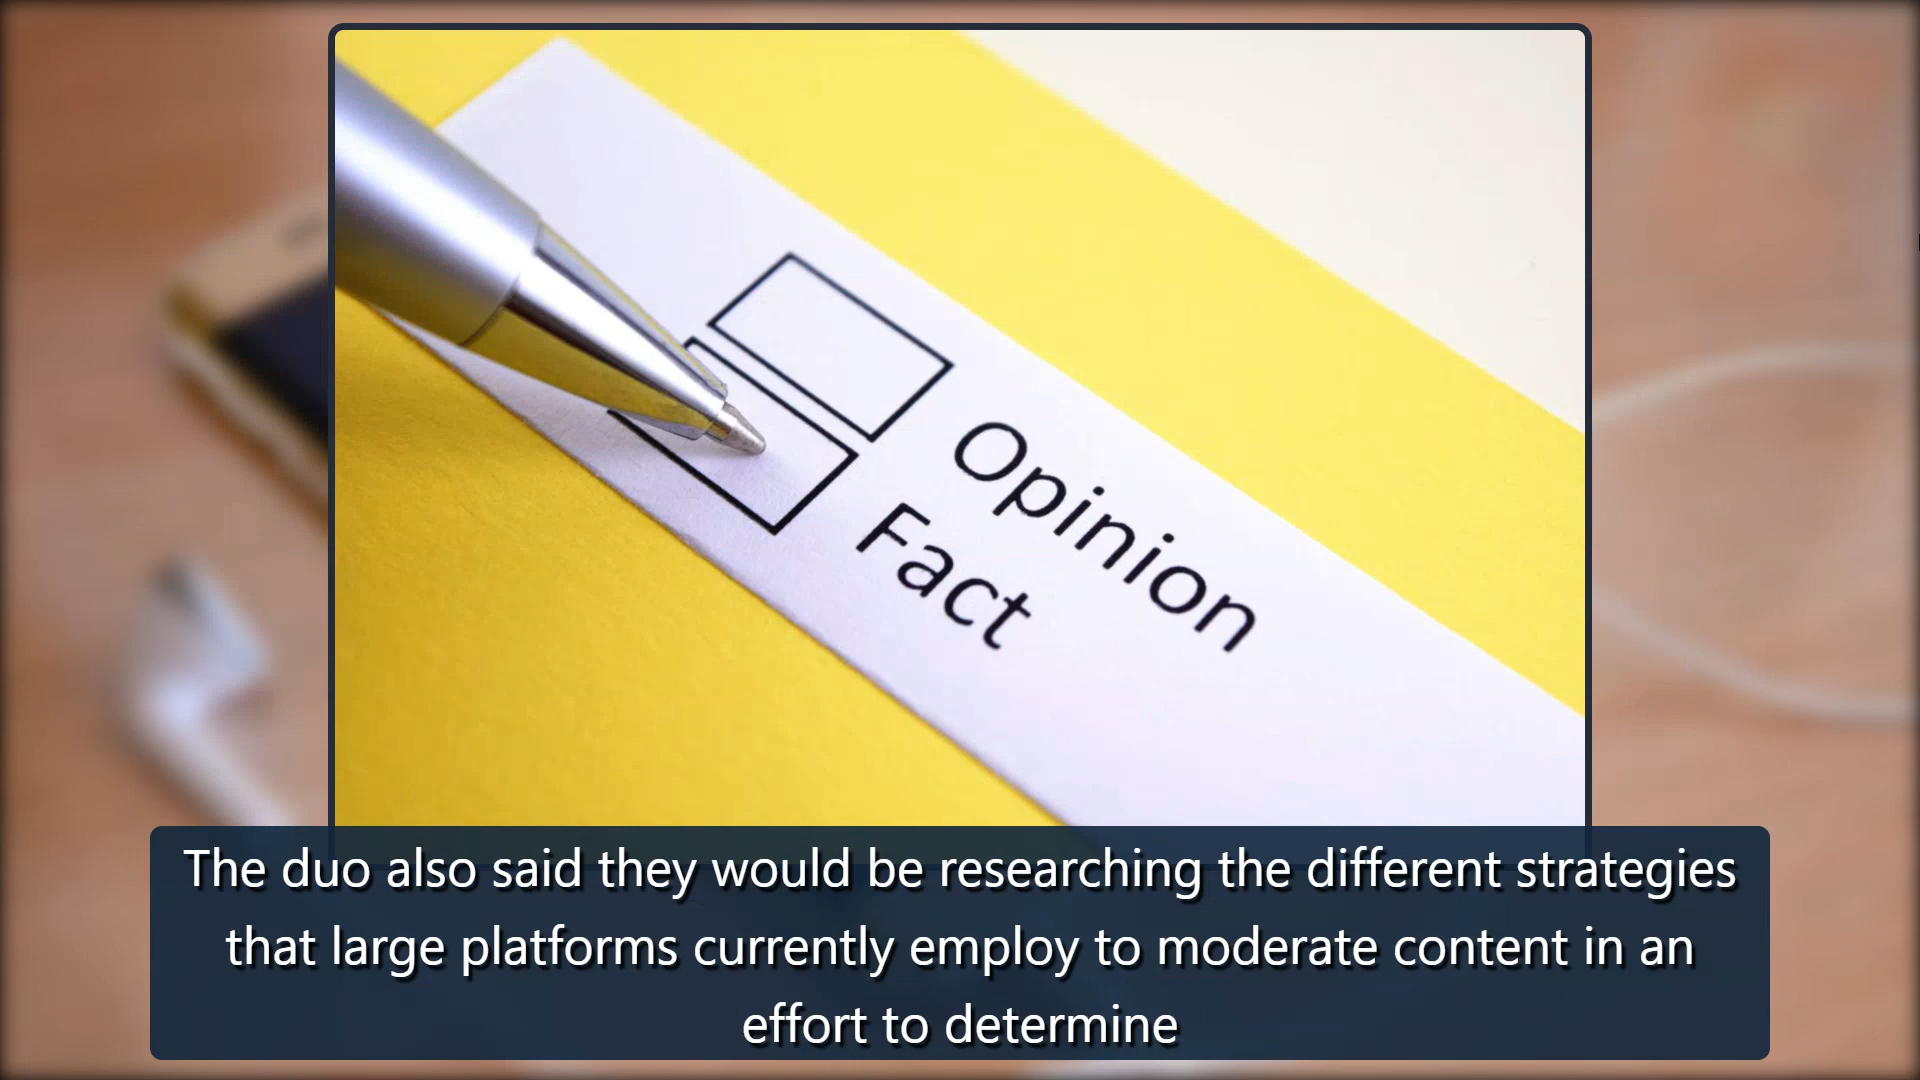 Opinion
Fact
The duo also said they would be researching the different strategies
that large platforms currently employ to moderate content in an
effort to determine